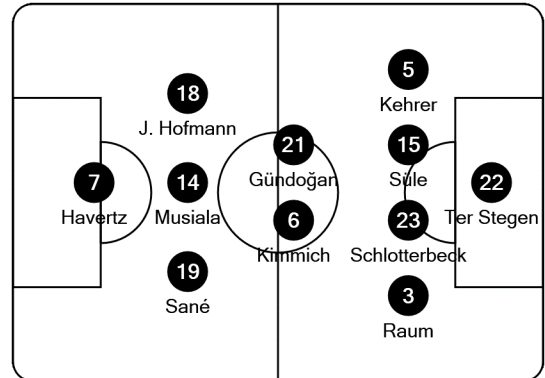 5
Kehrer
18
J. Hofmann
21
Gündoğan
15
Süle
7
Havertz
14
Musiala
22
Ter Stegen
6
Kimmich
23
Schlotterbeck
19
Sané
3
Raum